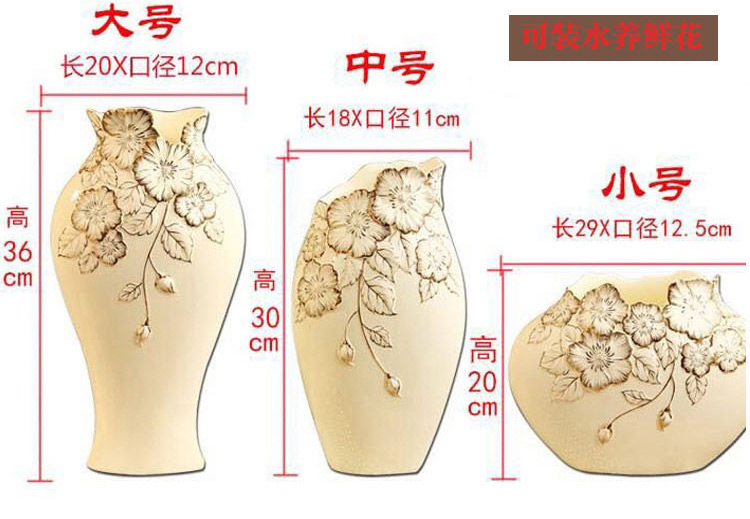 大号
长20X口径12cm
高
36
cm
可装水养鲜花
中号
长18X口径11cm
高
30
cm
小号
长29X口径12.5cm
高
20
cm